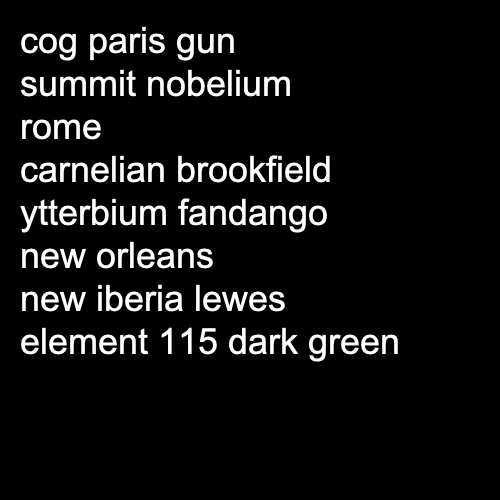 cog paris gun
summit nobelium
rome
carnelian brookfield
ytterbium fandango
new orleans
new iberia lewes
element 115 dark green